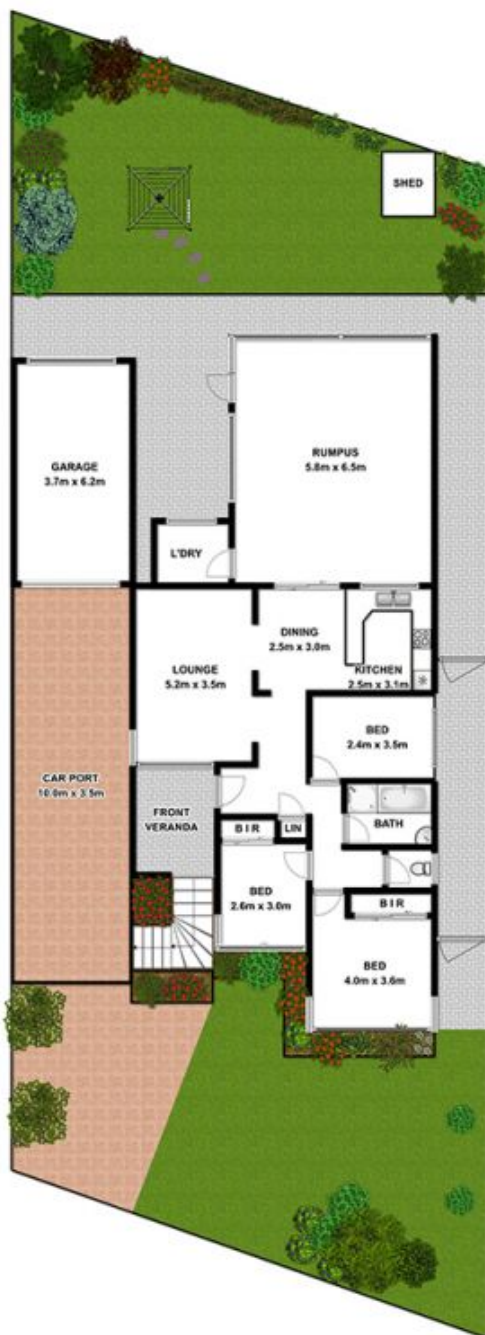 SHED
RUMPUS
5.8m x 6.5m
GARAGE
3.7m x 6.2m
L'DRY
DINING
2.5m x 3.0m
LOUNGE
5.2m x 3.5m
KITCHEN
2.5m x 3.1m
BED
2.4m x 3.5m
CAR PORT
10.0m x 3.5m
FRONT
VERANDA
BIR
LIN
BATH
BED
2.6m x 3.0m
BIR
BED
4.0m x 3.6m